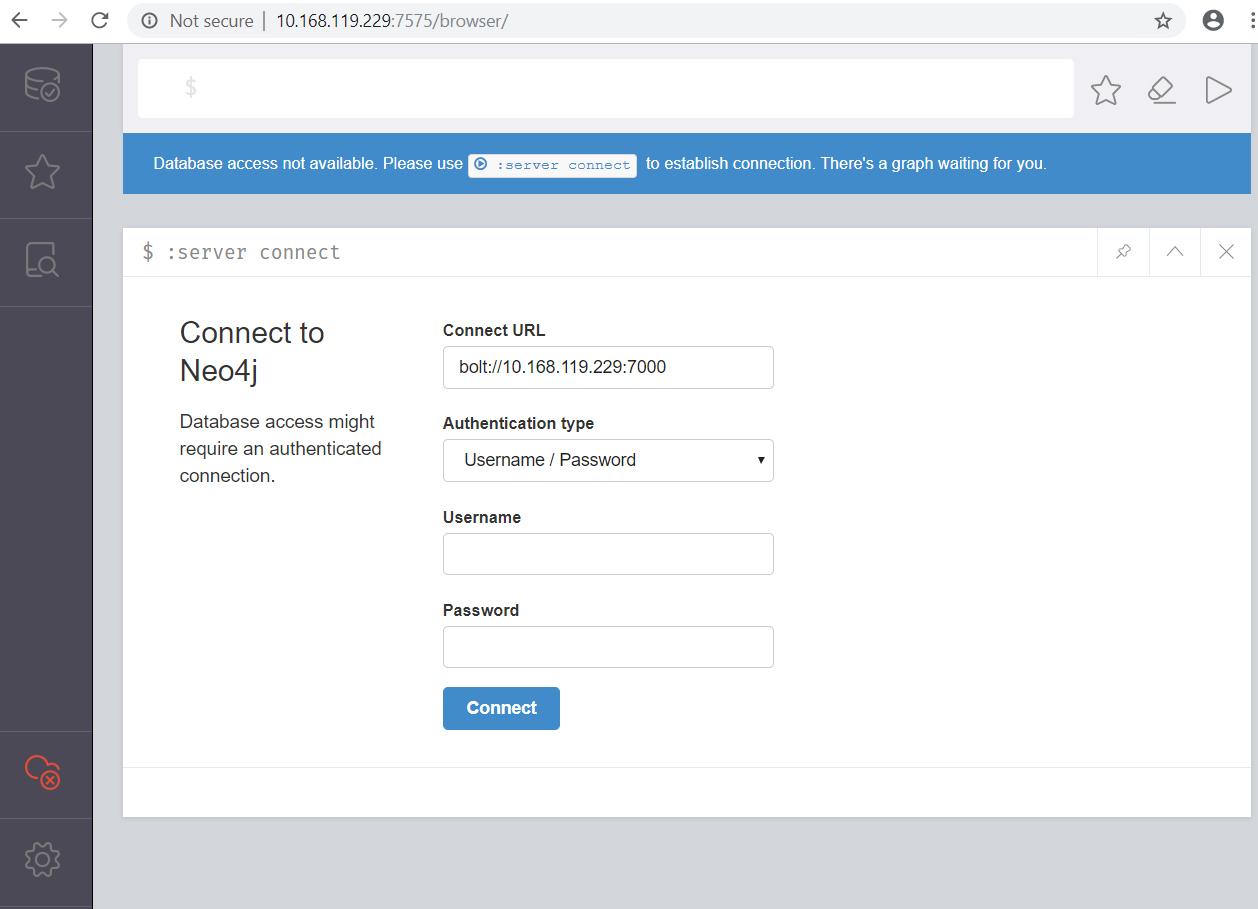 Not secure | 10.168.119.229:7575/browser/
$
Database access not available. Please use :server connect to establish connection. There's a graph waiting for you.
$ :server connect
Connect to
Neo4j
Database access might
require an authenticated
connection.
Connect URL
bolt://10.168.119.229:7000
Authentication type
Username / Password
Username
Password
Connect